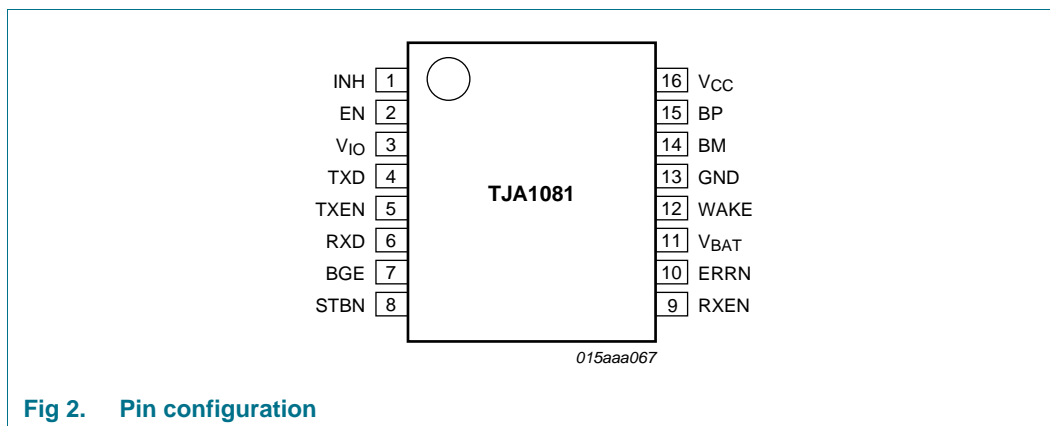 INH 1
EN 2
VIO 3
TXD 4
TXEN 5
RXD 6
BGE 7
STBN 8
TJA1081
16 VCC
15 BP
14 BM
13 GND
12 WAKE
11 VBAT
10 ERRN
9 RXEN
015aaa067
Fig 2. Pin configuration